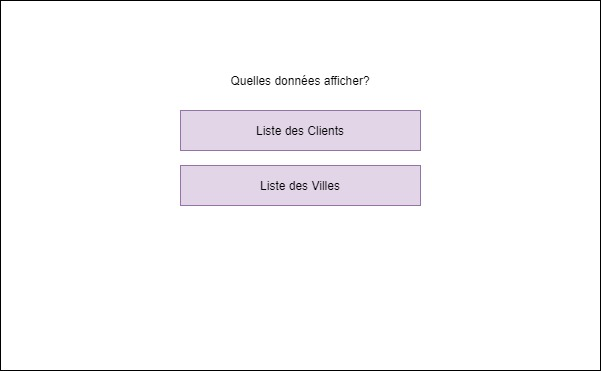 Quelles données afficher?
Liste des Clients
Liste des Villes